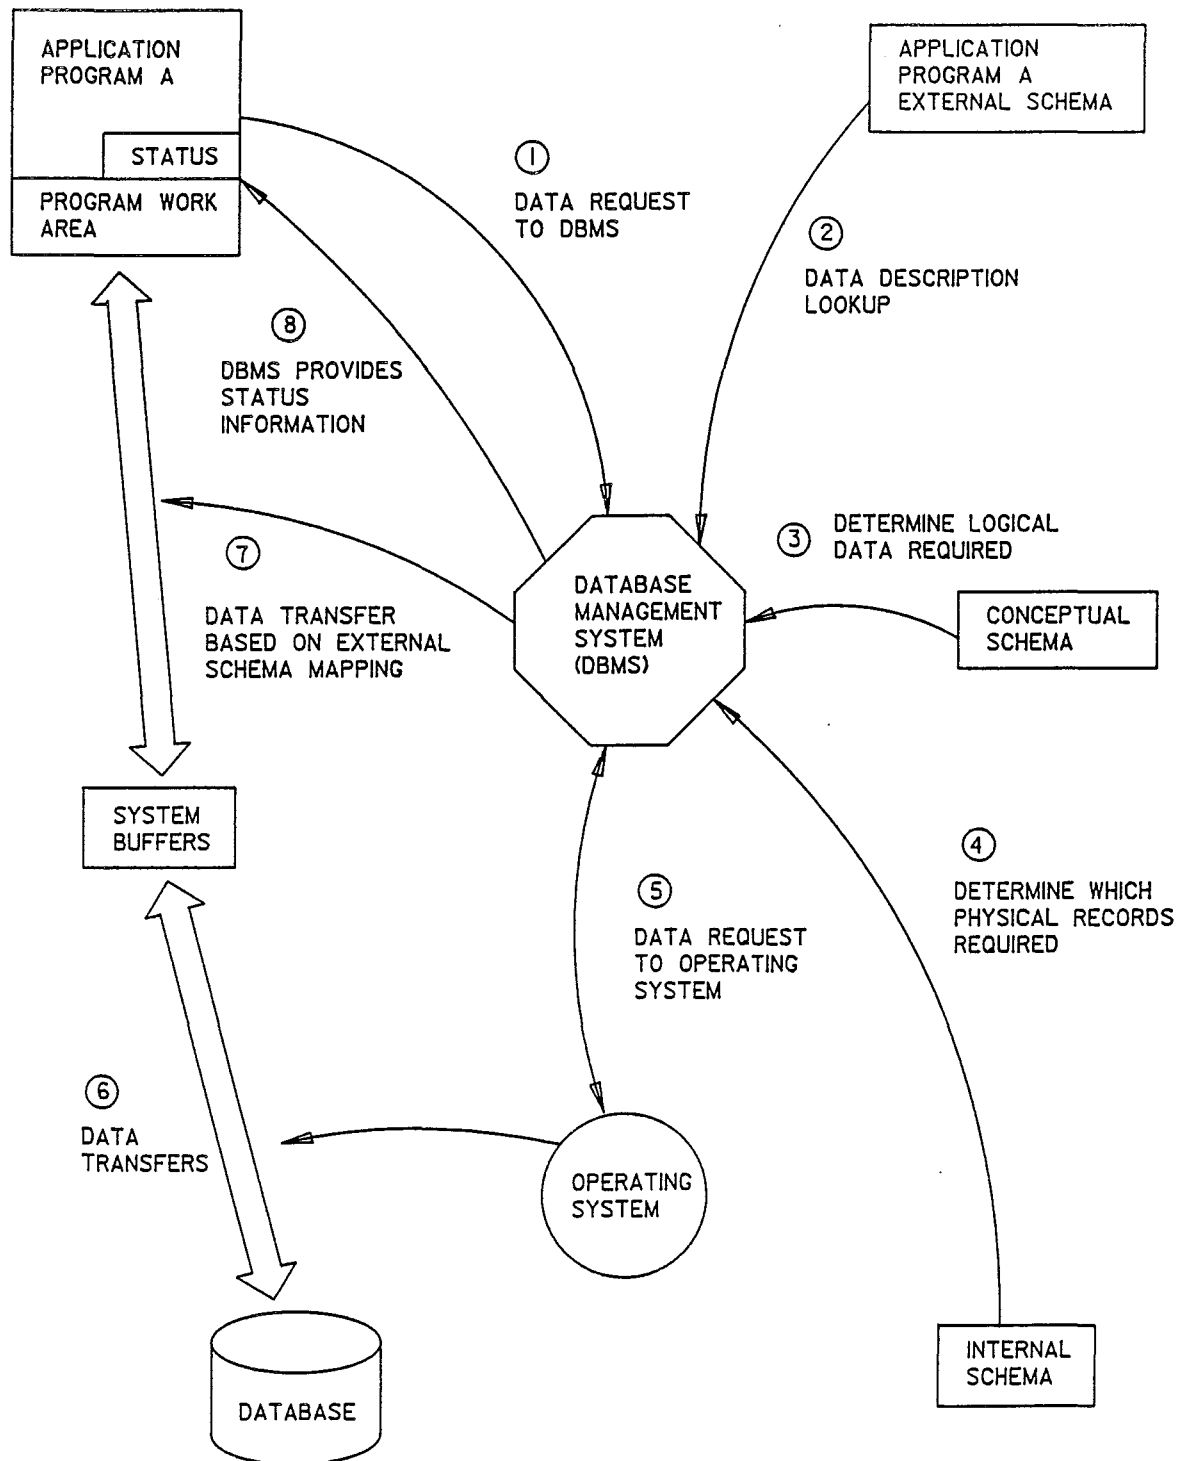 APPLICATION
PROGRAM A
STATUS
PROGRAM WORK
AREA
APPLICATION
PROGRAM A
EXTERNAL SCHEMA
1
DATA REQUEST
TO DBMS
2
DATA DESCRIPTION
LOOKUP
8
DBMS PROVIDES
STATUS
INFORMATION
3
DETERMINE LOGICAL
DATA REQUIRED
7
DATA TRANSFER
BASED ON EXTERNAL
SCHEMA MAPPING
DATABASE
MANAGEMENT
SYSTEM
(DBMS)
CONCEPTUAL
SCHEMA
SYSTEM
BUFFERS
4
DETERMINE WHICH
PHYSICAL RECORDS
REQUIRED
5
DATA REQUEST
TO OPERATING
SYSTEM
6
DATA
TRANSFERS
OPERATING
SYSTEM
INTERNAL
SCHEMA
DATABASE